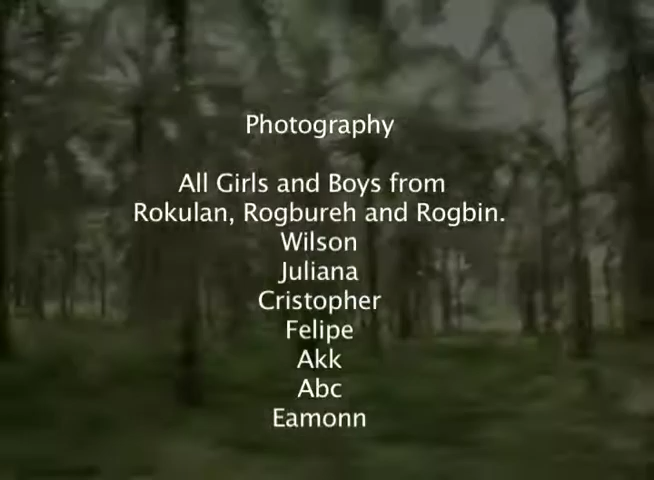 Photography
All Girls and Boys from
Rokulan, Rogbureh and Rogbin.
Wilson
Juliana
Cristopher
Felipe
Akk
Abc
Eamonn